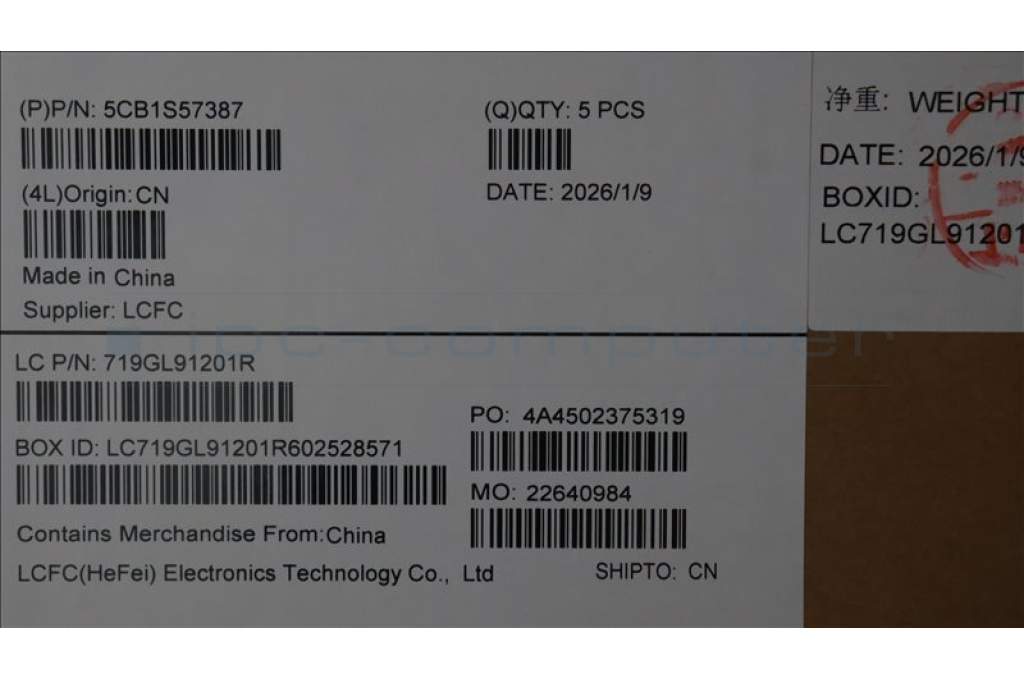 (P)P/N: 5CB1S57387
(Q)QTY: 5 PCS
(4L)Origin:CN
DATE: 2026/1/9
Made in China
Supplier: LCFC
LC P/N: 719GL91201R
PO: 4A4502375319
BOX ID: LC719GL91201R602528571
MO: 22640984
Contains Merchandise From:China
LCFC(HeFei) Electronics Technology Co., Ltd
SHIPTO: CN
净重: WEIGHT
DATE: 2026/1/9
BOXID:
LC719GL91201
ipc-computer